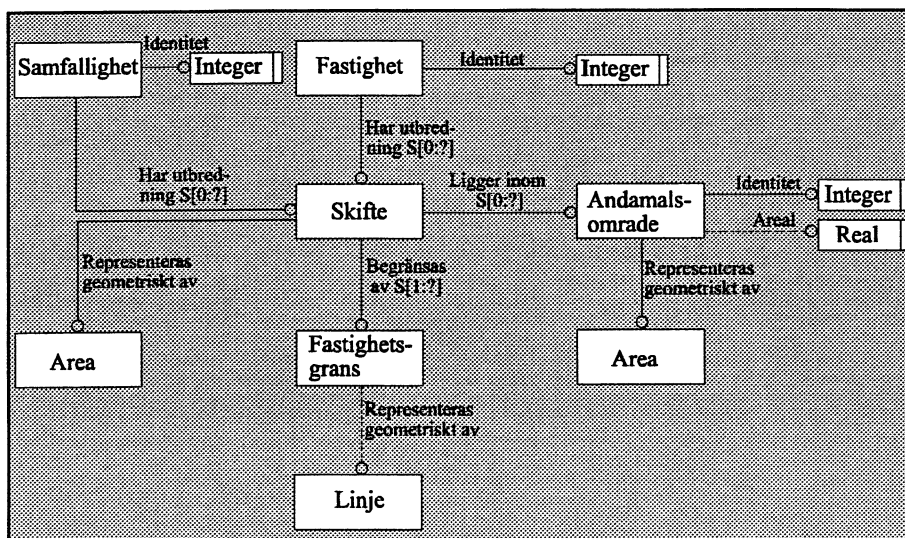 Identitet
Samfallighet
Integer
Fastighet
Identitet
Integer
Har utbred-
ning S[0:?]
Har utbred-
ning S[0:?]
Skifte
Ligger inom
S[0:?]
Andamals-
omrade
Identitet
Integer
Areal
Real
Representeras
geometriskt av
Begränsas
av S[1:?]
Representeras
geometriskt av
Area
Fastighets-
grans
Area
Representeras
geometriskt av
Linje